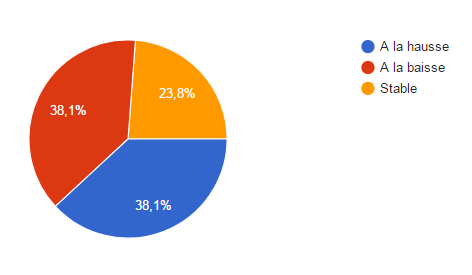 A la hausse
A la baisse
Stable
23,8%
38,1%
38,1%